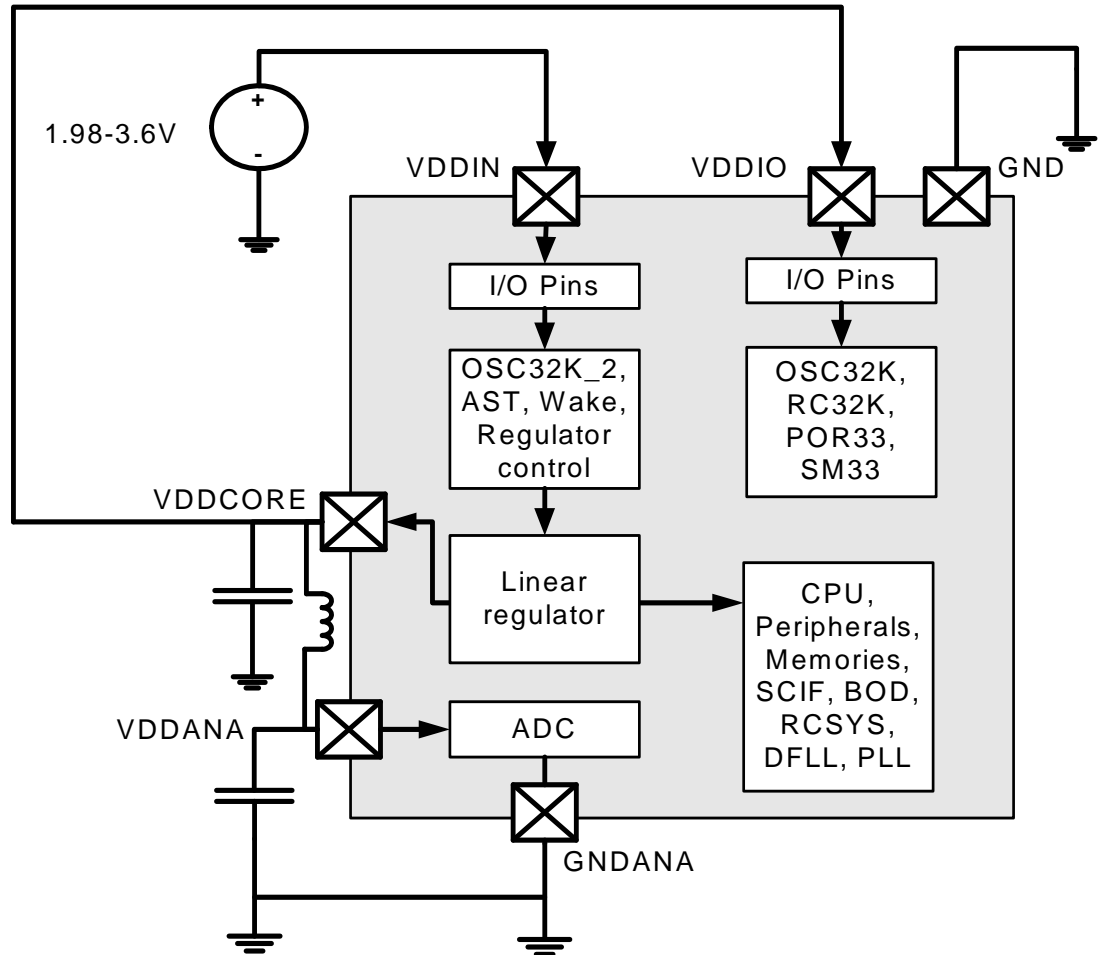 +
1.98-3.6V
-
VDDIN
VDDIO
GND
I/O Pins
I/O Pins
OSC32K_2,
AST, Wake,
Regulator
control
OSC32K,
RC32K,
POR33,
SM33
VDDCORE
Linear
regulator
CPU,
Peripherals,
Memories,
SCIF, BOD,
RCSYS,
DFLL, PLL
VDDANA
ADC
GNDANA